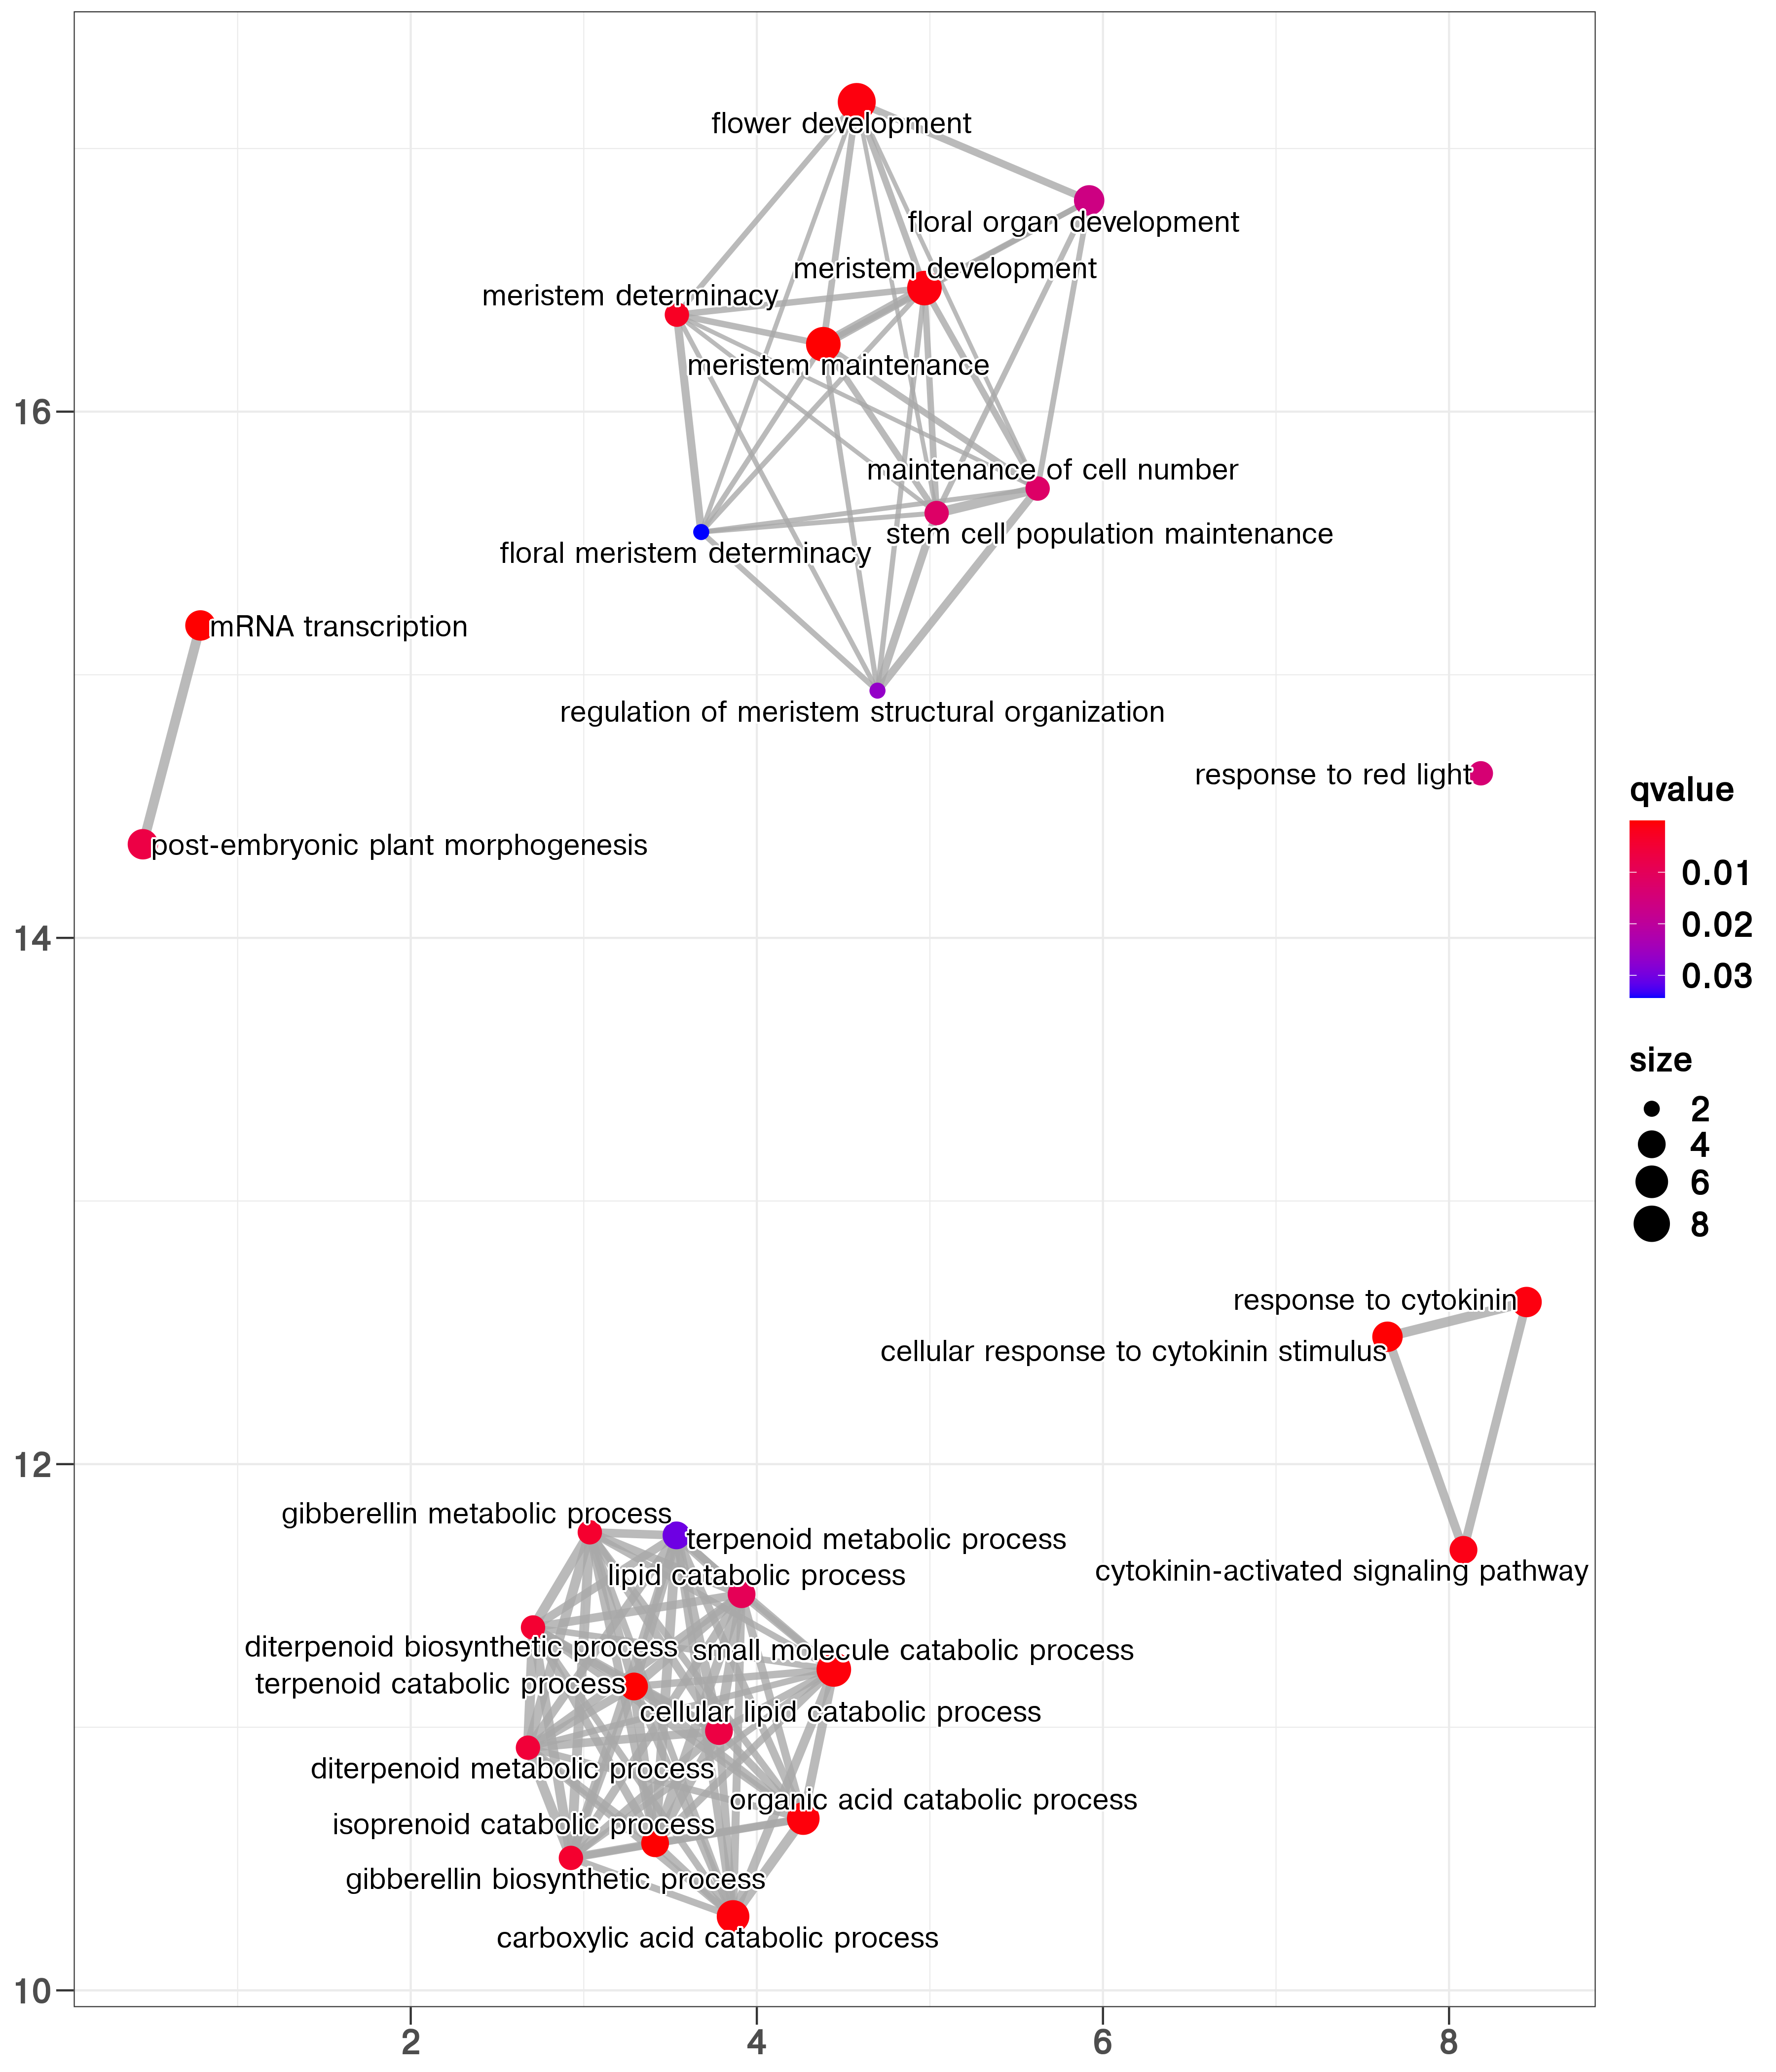 flower development
floral organ development
meristem development
meristem determinacy
meristem maintenance
16
maintenance of cell number
stem cell population maintenance
floral meristem determinacy
mRNA transcription
regulation of meristem structural organization
response to red light
post-embryonic plant morphogenesis
14
qvalue
0.01
0.02
0.03
size
2
4
6
8
response to cytokinin
cellular response to cytokinin stimulus
12
gibberellin metabolic process
terpenoid metabolic process
cytokinin-activated signaling pathway
lipid catabolic process
diterpenoid biosynthetic process
small molecule catabolic process
terpenoid catabolic process
cellular lipid catabolic process
diterpenoid metabolic process
organic acid catabolic process
isoprenoid catabolic process
gibberellin biosynthetic process
carboxylic acid catabolic process
10
2
4
6
8